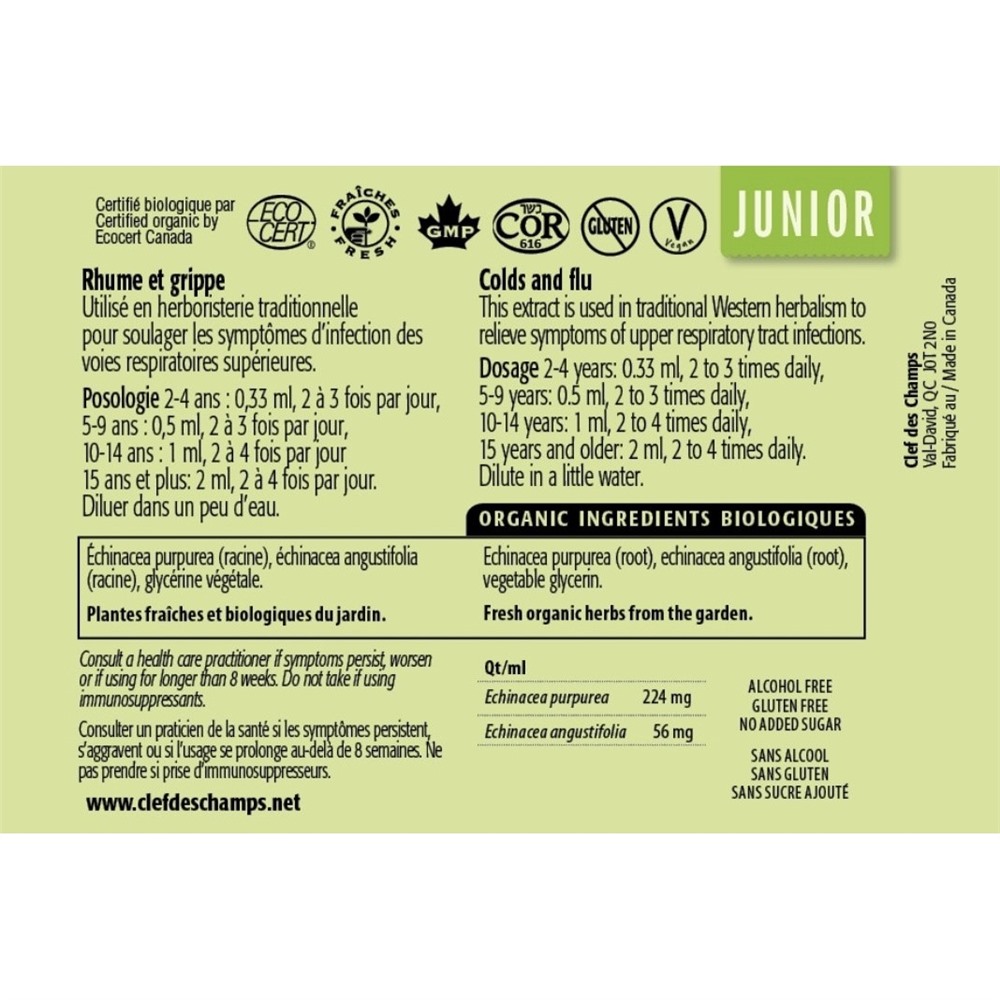 Certifié biologique par
Certified organic by
Ecocert Canada
ECO
CERT
®
FRAÎCHES
FRESH
GMP
כשר
COR
616
GLUTEN
V
Vegan
JUNIOR
Rhume et grippe
Utilisé en herboristerie traditionnelle
pour soulager les symptômes d'infection des
voies respiratoires supérieures.
Posologie 2-4 ans : 0,33 ml, 2 à 3 fois par jour,
5-9 ans : 0,5 ml, 2 à 3 fois par jour,
10-14 ans : 1 ml, 2 à 4 fois par jour
15 ans et plus: 2 ml, 2 à 4 fois par jour.
Diluer dans un peu d'eau.
Colds and flu
This extract is used in traditional Western herbalism to
relieve symptoms of upper respiratory tract infections.
Dosage 2-4 years: 0.33 ml, 2 to 3 times daily,
5-9 years: 0.5 ml, 2 to 3 times daily,
10-14 years: 1 ml, 2 to 4 times daily,
15 years and older: 2 ml, 2 to 4 times daily.
Dilute in a little water.
Clef des Champs
Val-David, QC J0T 2N0
Fabriqué au / Made in Canada
ORGANIC INGREDIENTS BIOLOGIQUES
Échinacea purpurea (racine), échinacea angustifolia
(racine), glycérine végétale.
Plantes fraîches et biologiques du jardin.
Echinacea purpurea (root), echinacea angustifolia (root),
vegetable glycerin.
Fresh organic herbs from the garden.
Consult a health care practitioner if symptoms persist, worsen
or if using for longer than 8 weeks. Do not take if using
immunosuppressants.
Consulter un praticien de la santé si les symptômes persistent,
s'aggravent ou si l'usage se prolonge au-delà de 8 semaines. Ne
pas prendre si prise d'immunosuppresseurs.
www.clefdeschamps.net
Qt/ml
Echinacea purpurea 224 mg
Echinacea angustifolia 56 mg
ALCOHOL FREE
GLUTEN FREE
NO ADDED SUGAR
SANS ALCOOL
SANS GLUTEN
SANS SUCRE AJOUTÉ